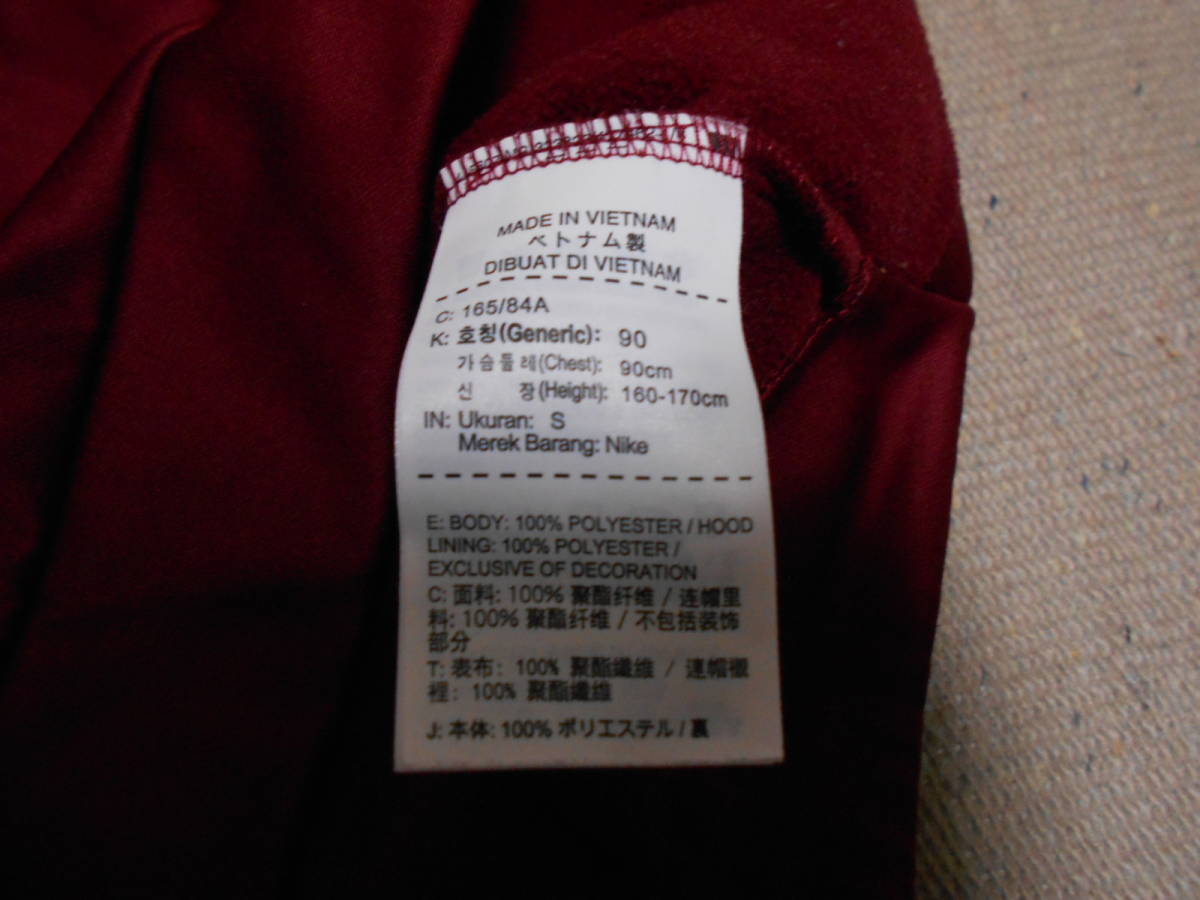 MADE IN VIETNAM
ベトナム製
DIBUAT DI VIETNAM
C: 165/84A
K: 호칭(Generic): 90
가슴둘레(Chest): 90cm
신 장(Height): 160-170cm
IN: Ukuran: S
Merek Barang: Nike
E: BODY: 100% POLYESTER / HOOD
LINING: 100% POLYESTER /
EXCLUSIVE OF DECORATION
C: 面料: 100% 聚酯纤维 / 连帽里
料: 100% 聚酯纤维 / 不包括装饰
部分
T: 表布: 100% 聚酯纖維 / 連帽襯
裡: 100% 聚酯纖維
J: 本体: 100% ポリエステル / 裏